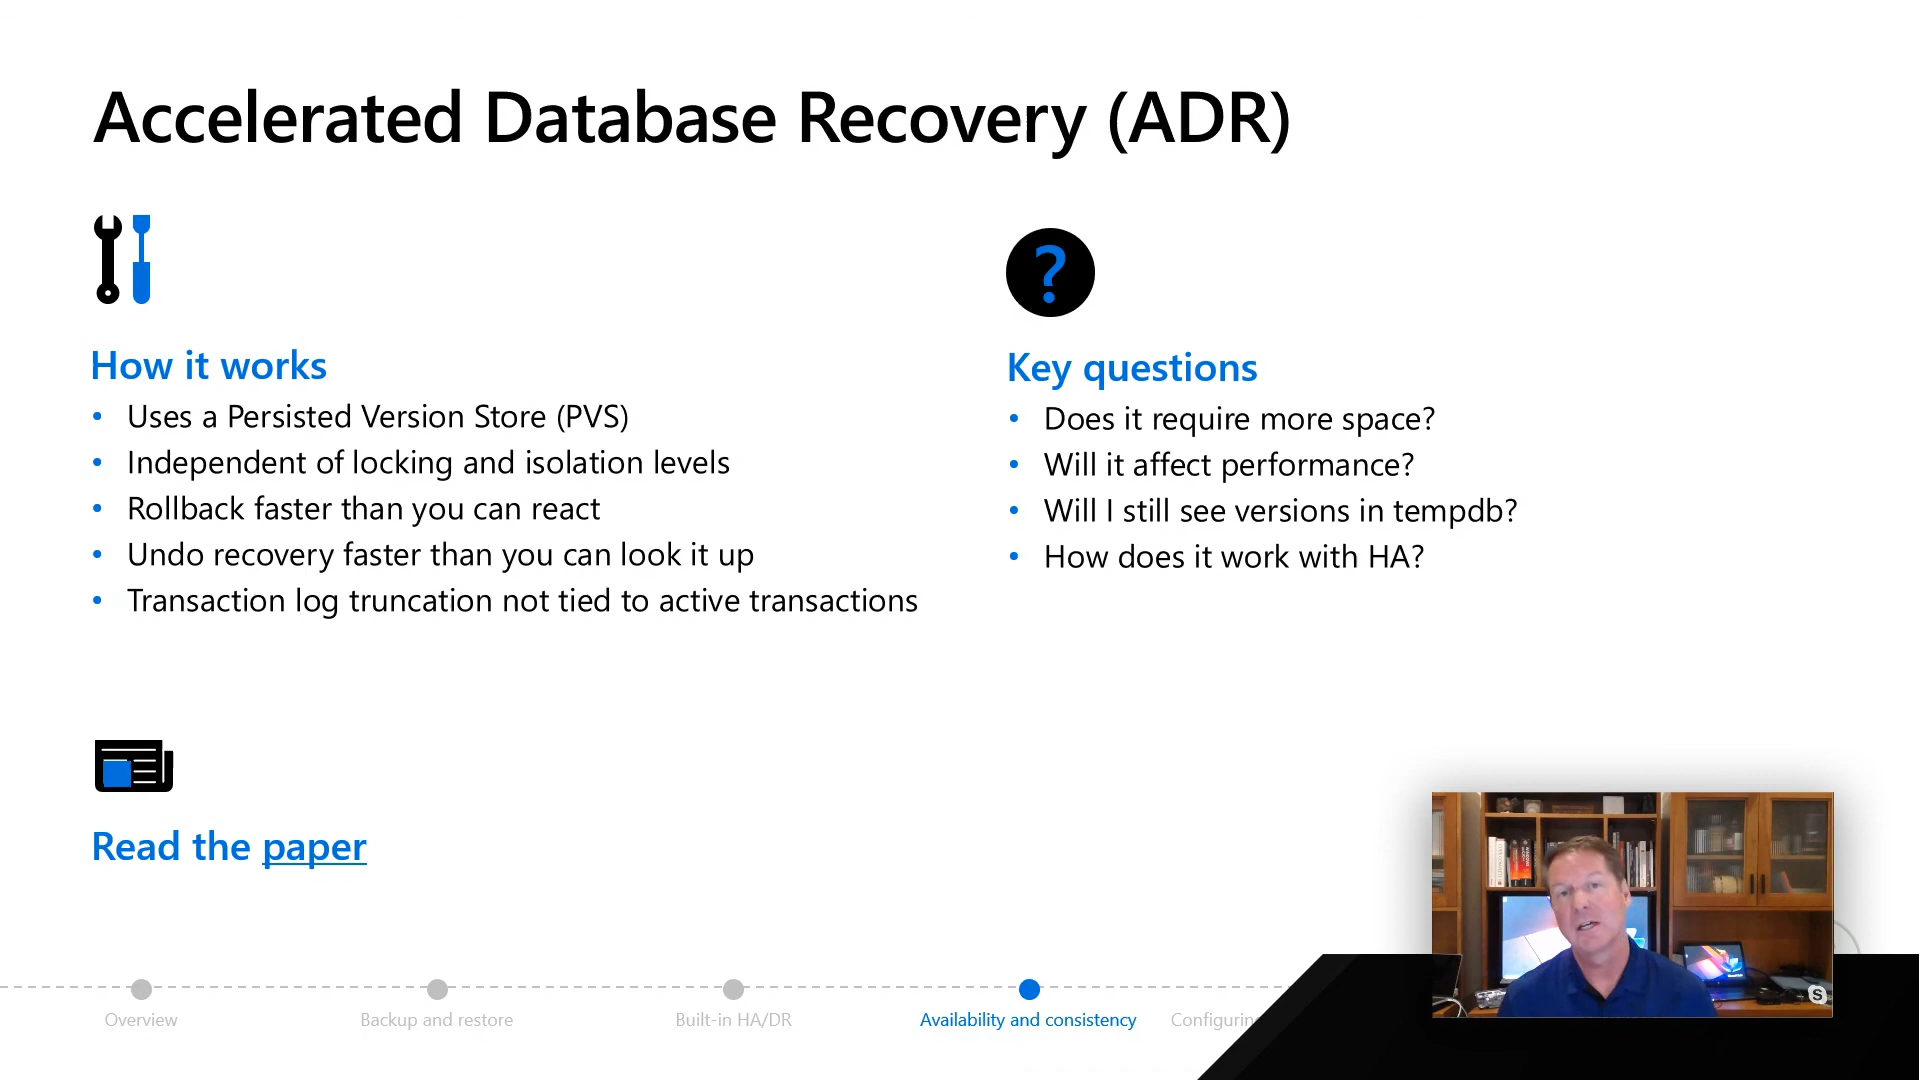 Accelerated Database Recovery (ADR)
How it works
• Uses a Persisted Version Store (PVS)
• Independent of locking and isolation levels
• Rollback faster than you can react
• Undo recovery faster than you can look it up
• Transaction log truncation not tied to active transactions
?
Key questions
• Does it require more space?
• Will it affect performance?
• Will I still see versions in tempdb?
• How does it work with HA?
Read the paper
Overview
Backup and restore
Built-in HA/DR
Availability and consistency